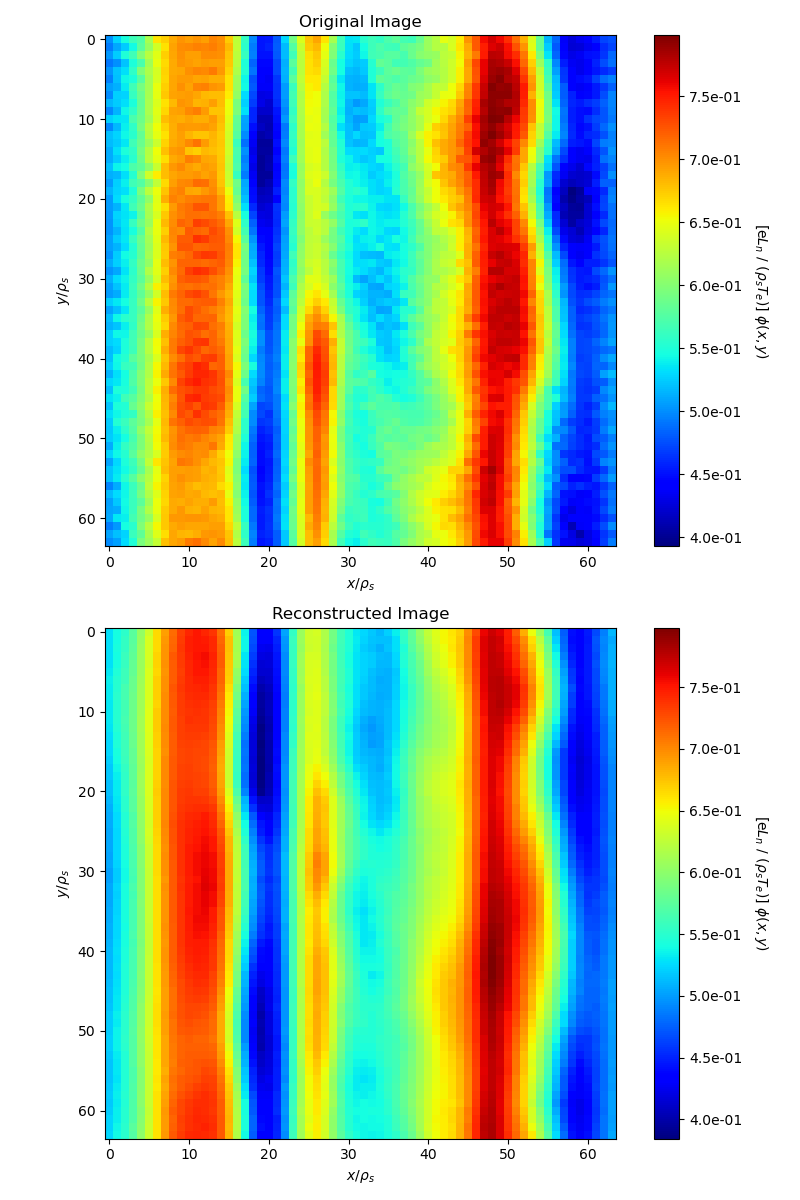 Original Image
0
10
20
30
40
50
60
y/ρs
0 10 20 30 40 50 60
x/ρs
7.5e-01
7.0e-01
6.5e-01
6.0e-01
5.5e-01
5.0e-01
4.5e-01
4.0e-01
[eLn / (ρsTe)] ϕ(x, y)
Reconstructed Image
0
10
20
30
40
50
60
y/ρs
0 10 20 30 40 50 60
x/ρs
7.5e-01
7.0e-01
6.5e-01
6.0e-01
5.5e-01
5.0e-01
4.5e-01
4.0e-01
[eLn / (ρsTe)] ϕ(x, y)